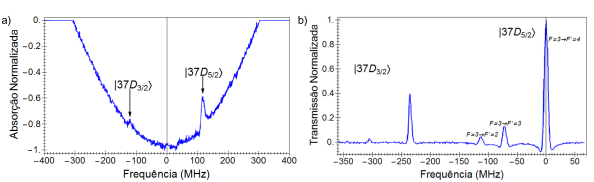 a)
Absorção Normalizada
0
−0.2
−0.4
−0.6
−0.8
−1.
|37D3/2⟩
|37D5/2⟩
−400 −300 −200 −100 0 100 200 300 400
Frequência (MHz)
b)
Transmissão Normalizada
1.0
0.8
0.6
0.4
0.2
0.0
|37D3/2⟩
|37D5/2⟩
F=3→F'=4
F=3→F'=3
F=3→F'=2
−350 −300 −250 −200 −150 −100 −50 0 50
Frequência (MHz)